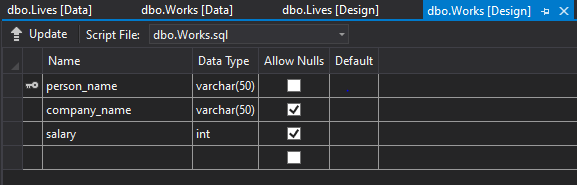 dbo.Lives [Data] dbo.Works [Data] dbo.Lives [Design] dbo.Works [Design]
Update Script File: dbo.Works.sql
Name Data Type Allow Nulls Default
person_name varchar(50)
company_name varchar(50)
salary int